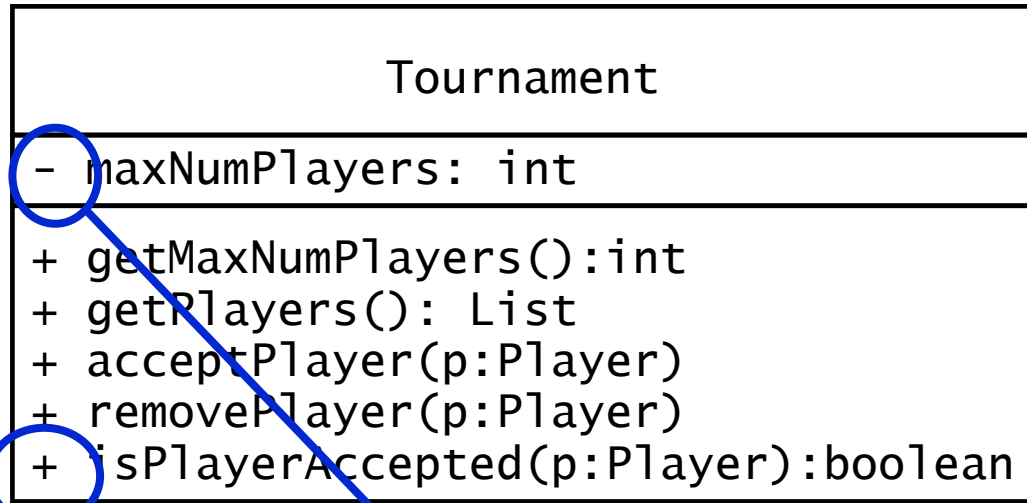 Tournament
- maxNumPlayers: int
+ getMaxNumPlayers():int
+ getPlayers(): List
+ acceptPlayer(p:Player)
+ removePlayer(p:Player)
+ isPlayerAccepted(p:Player):boolean